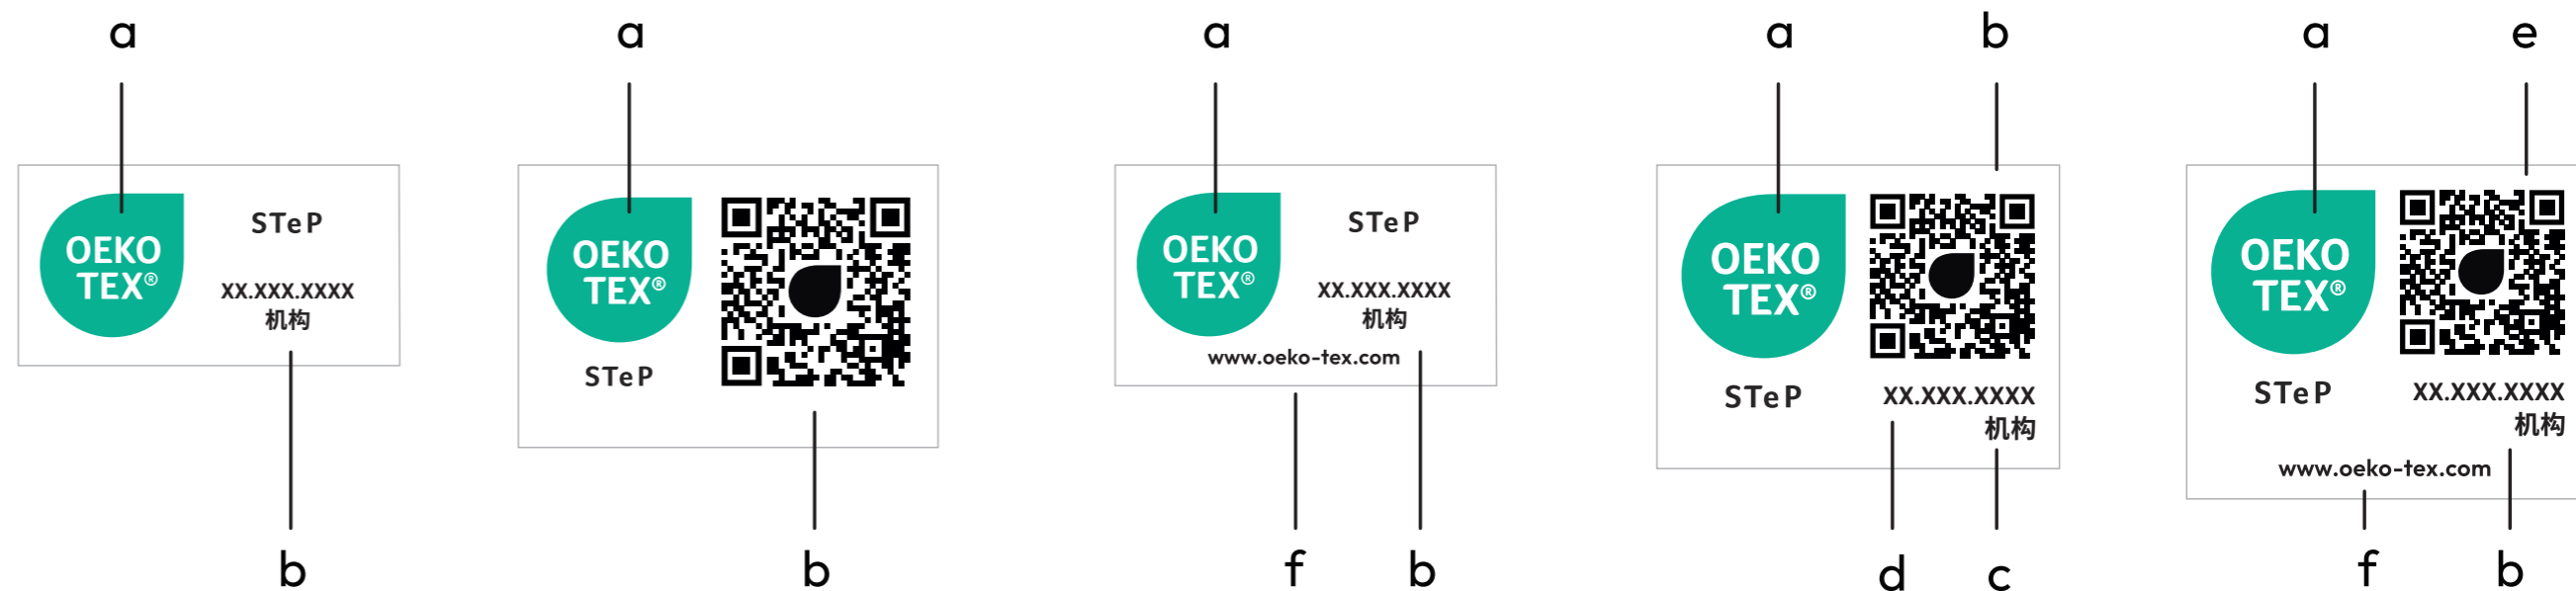 a
a
a
a
b
a
e
OEKO
TEX®
STeP
XX.XXX.XXXX
机构
b
OEKO
TEX®
STeP
b
OEKO
TEX®
STeP
XX.XXX.XXXX
机构
www.oeko-tex.com
f
b
OEKO
TEX®
STeP
XX.XXX.XXXX
机构
d
c
OEKO
TEX®
STeP
XX.XXX.XXXX
机构
www.oeko-tex.com
f
b